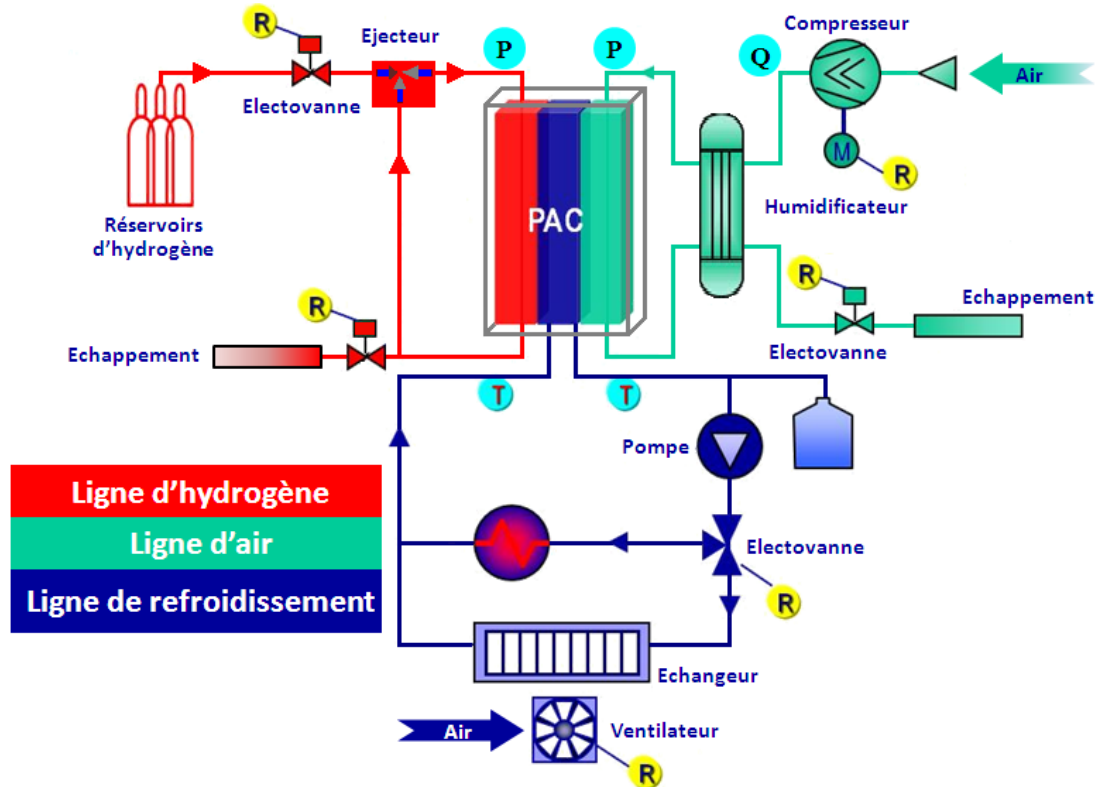 R
Ejecteur
P
P
Q
Compresseur
Air
Electovanne
M
R
Réservoirs
d'hydrogène
PAC
Humidificateur
R
R
Echappement
Echappement
Electovanne
T
T
Pompe
Ligne d'hydrogène
Ligne d'air
Ligne de refroidissement
Electovanne
R
Echangeur
Air
Ventilateur
R